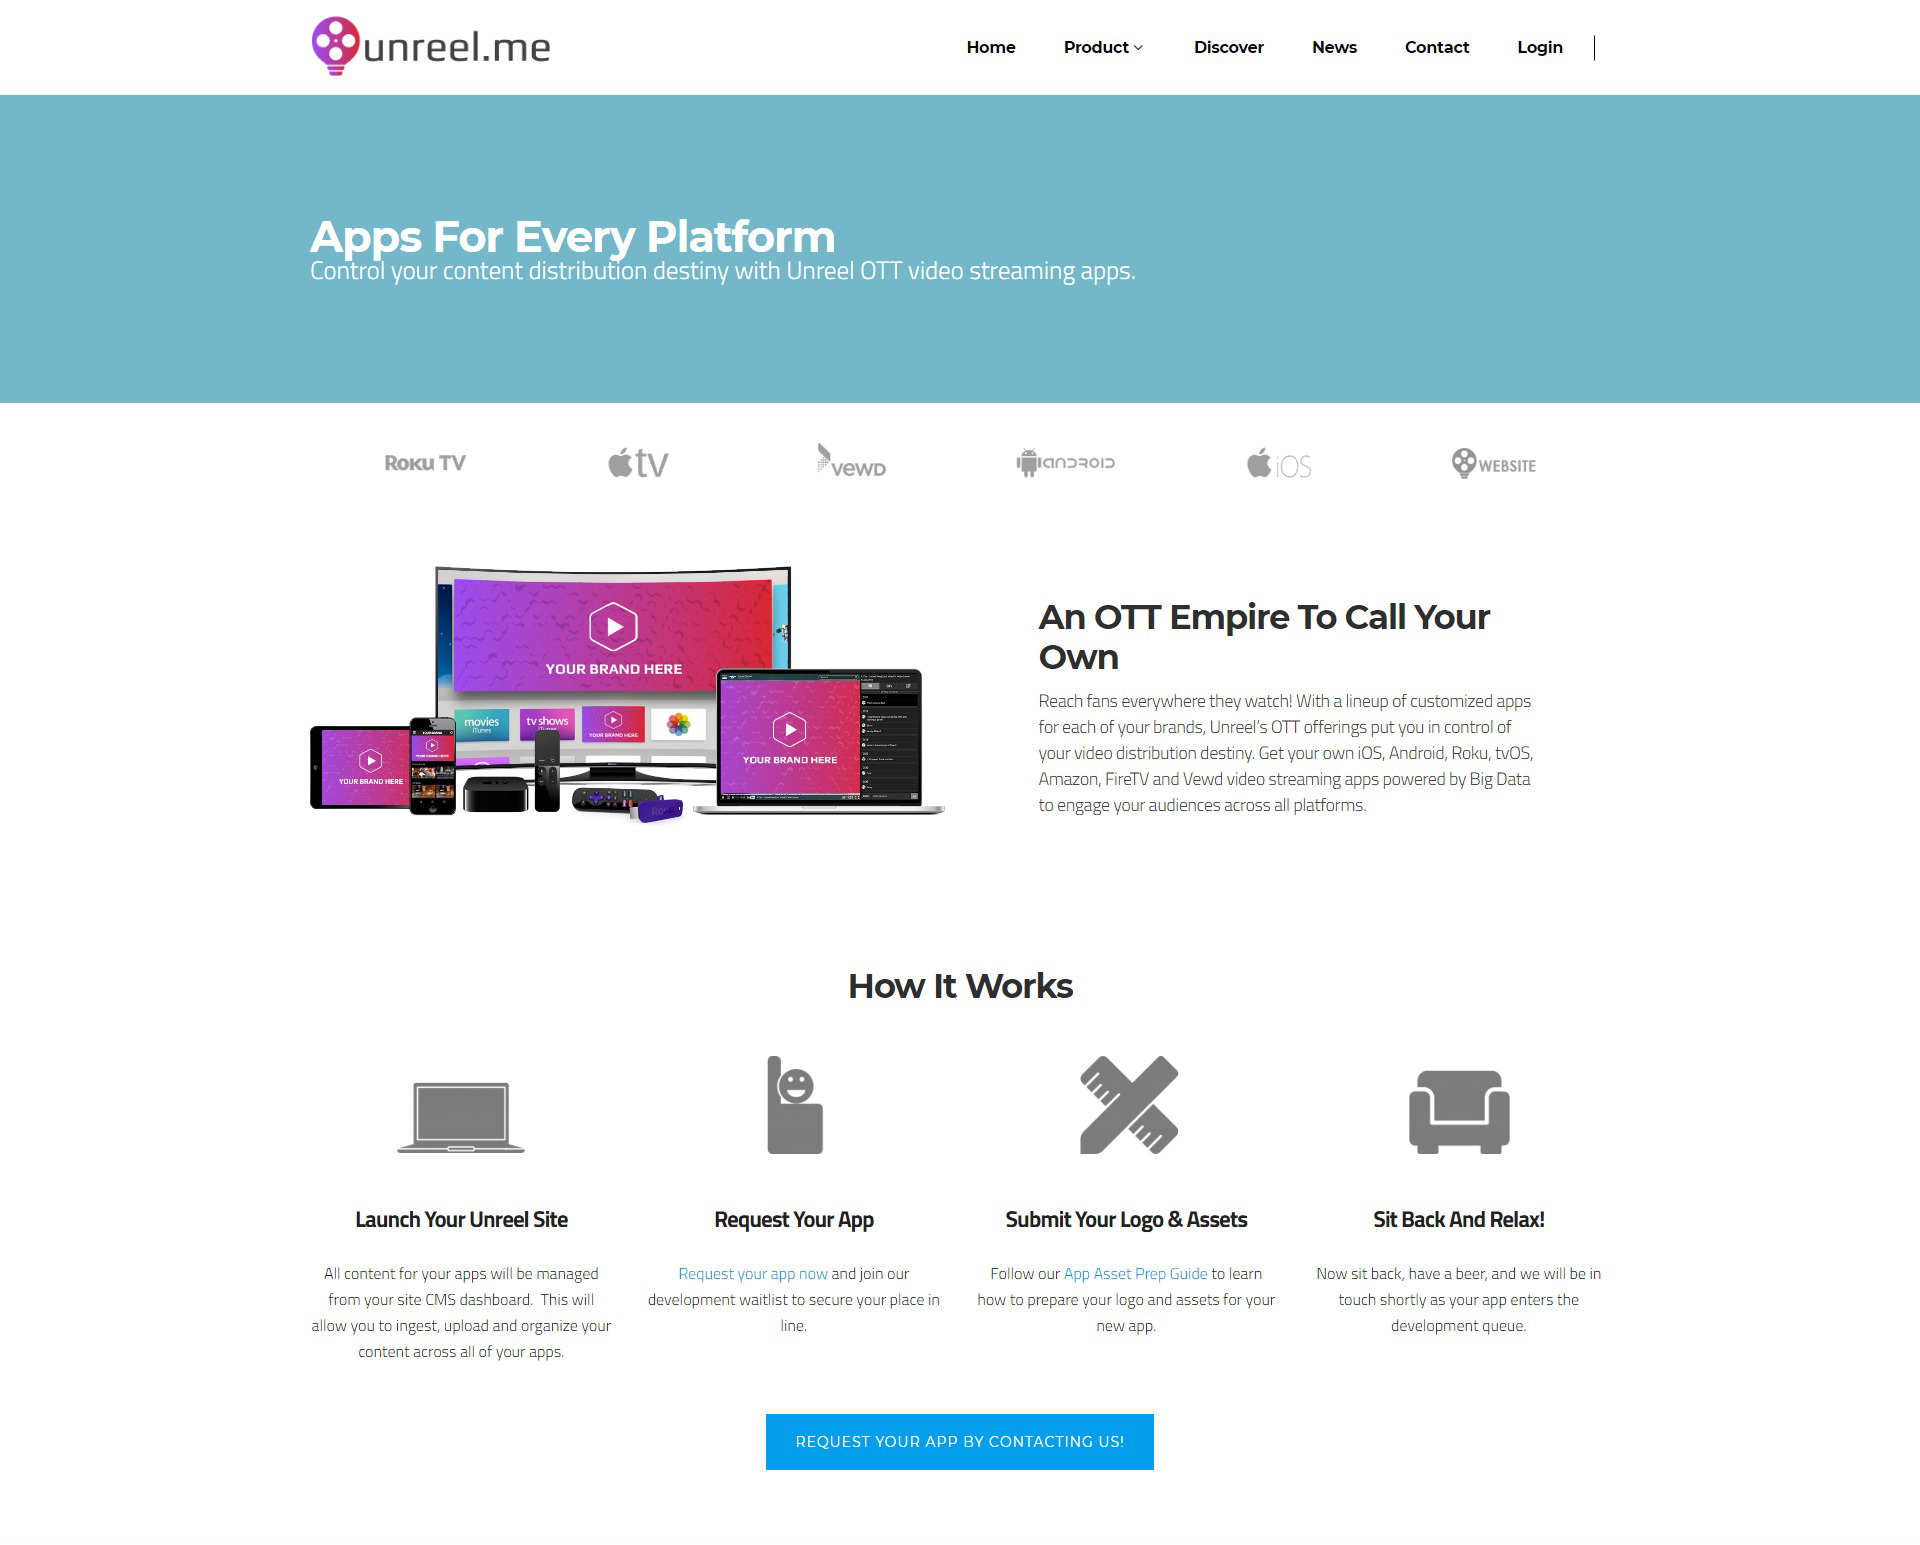 unreel.me
Home Product Discover News Contact Login
Apps For Every Platform
Control your content distribution destiny with Unreel OTT video streaming apps.
Roku TV
tv
vewd
android
iOS
WEBSITE
YOUR BRAND HERE
movies
iTunes
tv shows
iTunes
YOUR BRAND HERE
YOUR BRAND HERE
YOUR BRAND HERE
An OTT Empire To Call Your
Own
Reach fans everywhere they watch! With a lineup of customized apps
for each of your brands, Unreel's OTT offerings put you in control of
your video distribution destiny. Get your own iOS, Android, Roku, tvOS,
Amazon, FireTV and Vewd video streaming apps powered by Big Data
to engage your audiences across all platforms.
How It Works
Launch Your Unreel Site
All content for your apps will be managed
from your site CMS dashboard.  This will
allow you to ingest, upload and organize your
content across all of your apps.
Request Your App
Request your app now and join our
development waitlist to secure your place in
line.
Submit Your Logo & Assets
Follow our App Asset Prep Guide to learn
how to prepare your logo and assets for your
new app.
Sit Back And Relax!
Now sit back, have a beer, and we will be in
touch shortly as your app enters the
development queue.
REQUEST YOUR APP BY CONTACTING US!